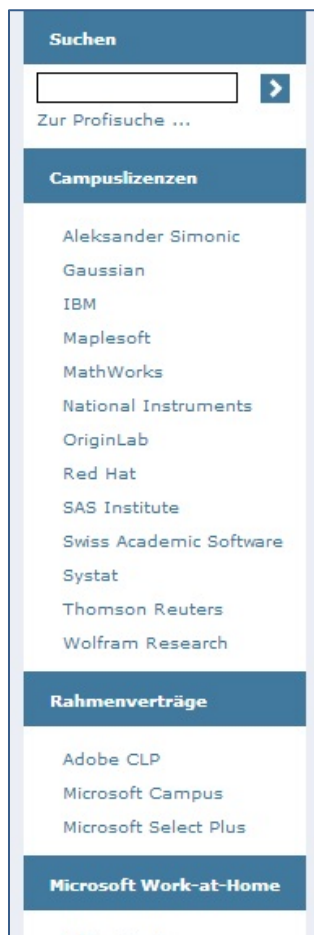 Suchen
Zur Profisuche ...
Campuslizenzen
Aleksander Simonic
Gaussian
IBM
Maplesoft
MathWorks
National Instruments
OriginLab
Red Hat
SAS Institute
Swiss Academic Software
Systat
Thomson Reuters
Wolfram Research
Rahmenverträge
Adobe CLP
Microsoft Campus
Microsoft Select Plus
Microsoft Work-at-Home